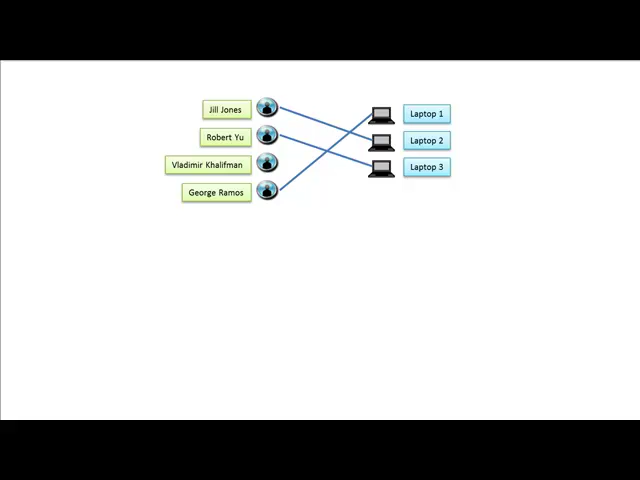 Jill Jones
Laptop 1
Robert Yu
Laptop 2
Vladimir Khalifman
Laptop 3
George Ramos